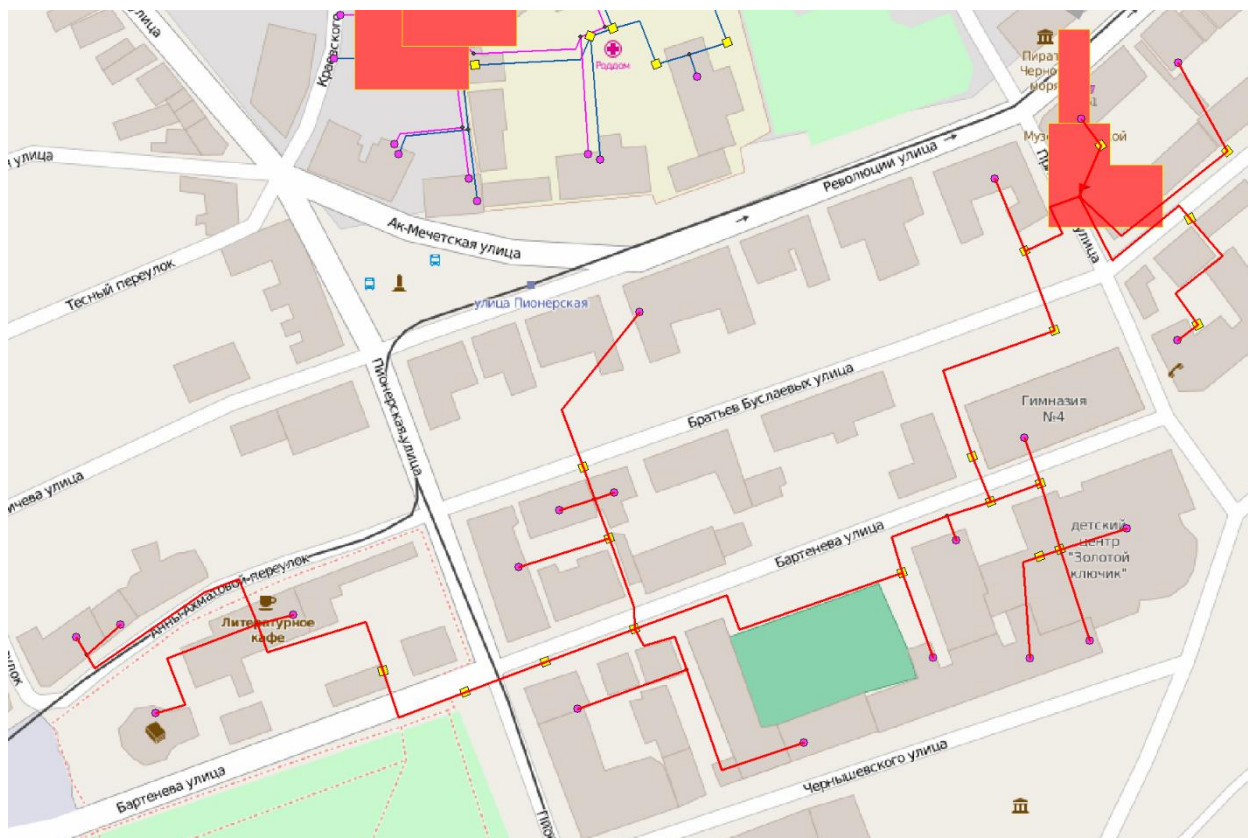 улица
Краевского
Роддом
Пират
Черно
моря
Музе
ой
Революции улица
улица
Ак-Мечетская улица
Тесный переулок
улица Пионерская
Пионерская улица
Братьев Буслаевых улица
Гимназия
№4
ичева улица
Бартенева улица
детский
центр
"Золотой
ключик"
Анны Ахматовой переулок
Литературное
кафе
Бартенева улица
Чернышевского улица